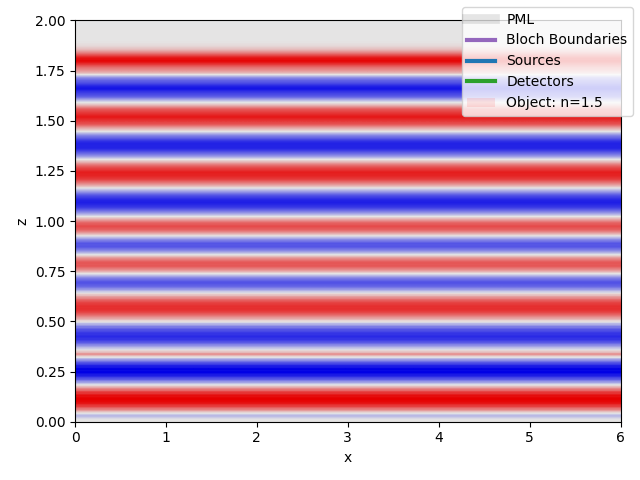 2.00
1.75
1.50
1.25
1.00
0.75
0.50
0.25
0.00
z
0 1 2 3 4 5 6
x
PML
Bloch Boundaries
Sources
Detectors
Object: n=1.5